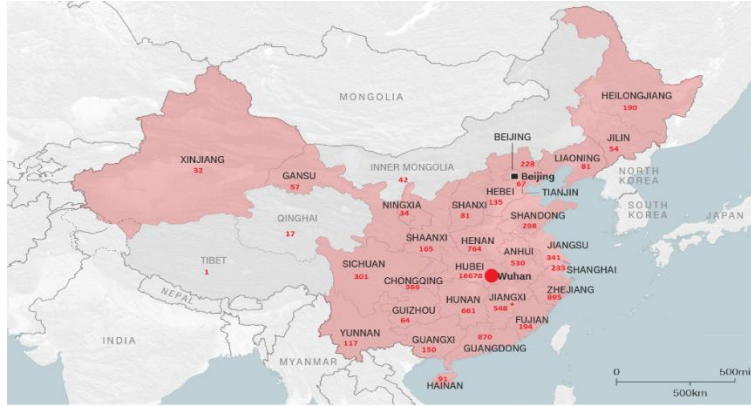 HEILONGJIANG
190
MONGOLIA
JILIN
54
BEIJING
XINJIANG
32
GANSU
57
INNER MONGOLIA
42
228
Beijing
67
LIAONING
81
NORTH
KOREA
NINGXIA
34
SHANXI
81
HEBEI
135
TIANJIN
SOUTH
KOREA
JAPAN
QINGHAI
17
SHANDONG
298
SHAANXI
165
HENAN
764
ANHUI
530
JIANGSU
341
TIBET
1
SICHUAN
301
CHONGQING
366
HUBEI
16678
Wuhan
233
SHANGHAI
NEPAL
GUIZHOU
64
HUNAN
661
JIANGXI
548
ZHEJIANG
895
INDIA
YUNNAN
117
GUANGXI
150
870
GUANGDONG
FUJIAN
194
MYANMAR
91
HAINAN
0
500mi
500km